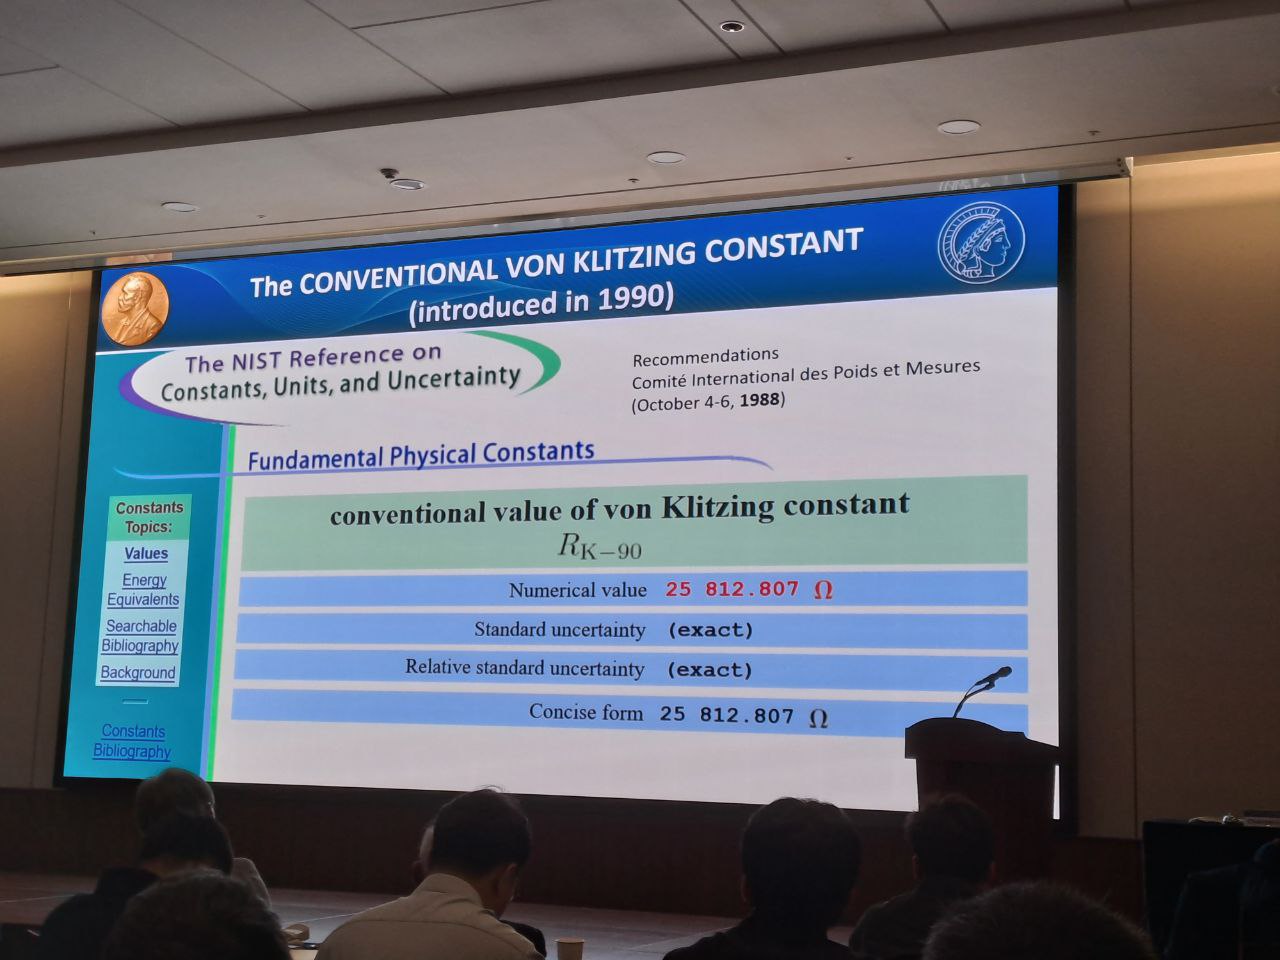 The CONVENTIONAL VON KLITZING CONSTANT
(introduced in 1990)
The NIST Reference on
Constants, Units, and Uncertainty
Recommendations
Comité International des Poids et Mesures
(October 4-6, 1988)
Fundamental Physical Constants
Constants
Topics:
Values
Energy
Equivalents
Searchable
Bibliography
Background
Constants
Bibliography
conventional value of von Klitzing constant
R_K−90
Numerical value 25 812.807 Ω
Standard uncertainty (exact)
Relative standard uncertainty (exact)
Concise form 25 812.807 Ω